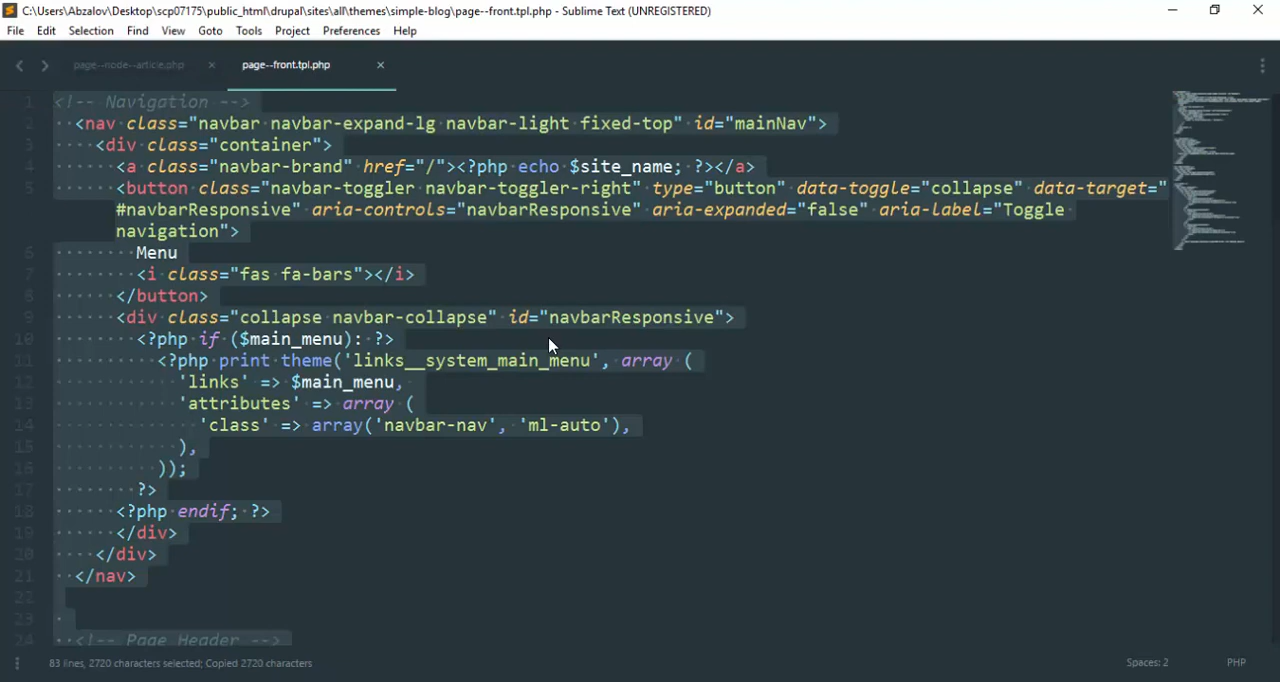 C:\Users\Abzalov\Desktop\scp07175\public_html\drupal\sites\all\themes\simple-blog\page--front.tpl.php - Sublime Text (UNREGISTERED)
File Edit Selection Find View Goto Tools Project Preferences Help
page--node--article.php page--front.tpl.php
1 <!-- Navigation -->
2 <nav class="navbar navbar-expand-lg navbar-light fixed-top" id="mainNav">
3 <div class="container">
4 <a class="navbar-brand" href="/"><?php echo $site_name; ?></a>
5 <button class="navbar-toggler navbar-toggler-right" type="button" data-toggle="collapse" data-target="
#navbarResponsive" aria-controls="navbarResponsive" aria-expanded="false" aria-label="Toggle
navigation">
6 Menu
7 <i class="fas fa-bars"></i>
8 </button>
9 <div class="collapse navbar-collapse" id="navbarResponsive">
10 <?php if ($main_menu): ?>
11 <?php print theme('links__system_main_menu', array (
12 'links' => $main_menu,
13 'attributes' => array (
14 'class' => array('navbar-nav', 'ml-auto'),
15 ),
16 ));
17 ?>
18 <?php endif; ?>
19 </div>
20 </div>
21 </nav>
22
23
24 <!-- Page Header -->
83 lines, 2720 characters selected; Copied 2720 characters Spaces: 2 PHP